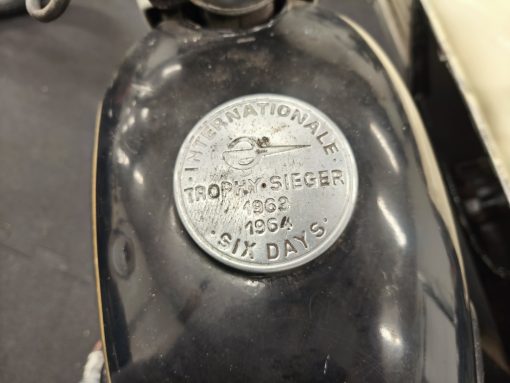 · INTERNATIONALE ·
TROPHY · SIEGER
1963
1964
· SIX DAYS ·